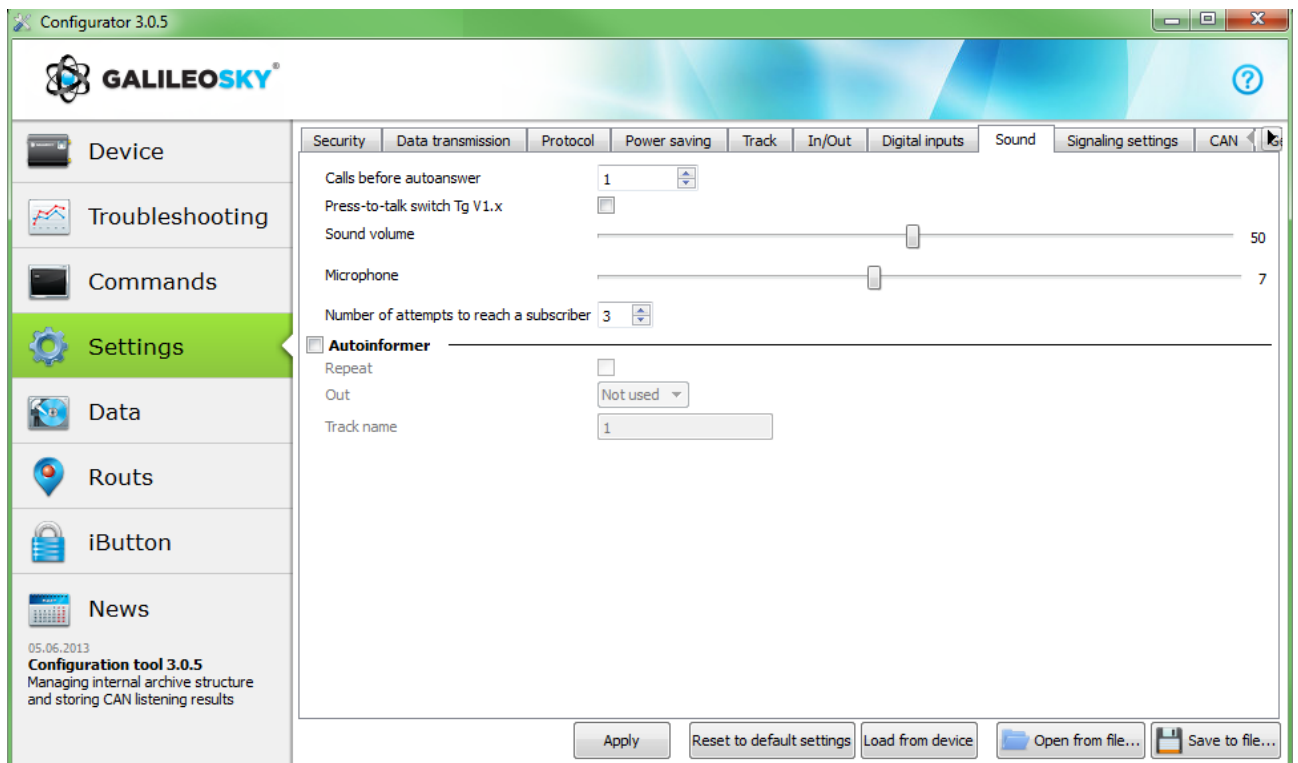 Configurator 3.0.5
GALILEOSKY®
?
Device
Troubleshooting
Commands
Settings
Data
Routs
iButton
News
05.06.2013
Configuration tool 3.0.5
Managing internal archive structure
and storing CAN listening results
Security Data transmission Protocol Power saving Track In/Out Digital inputs Sound Signaling settings CAN
Calls before autoanswer 1
Press-to-talk switch Tg V1.x
Sound volume 50
Microphone 7
Number of attempts to reach a subscriber 3
Autoinformer
Repeat
Out Not used
Track name 1
Apply Reset to default settings Load from device Open from file... Save to file...